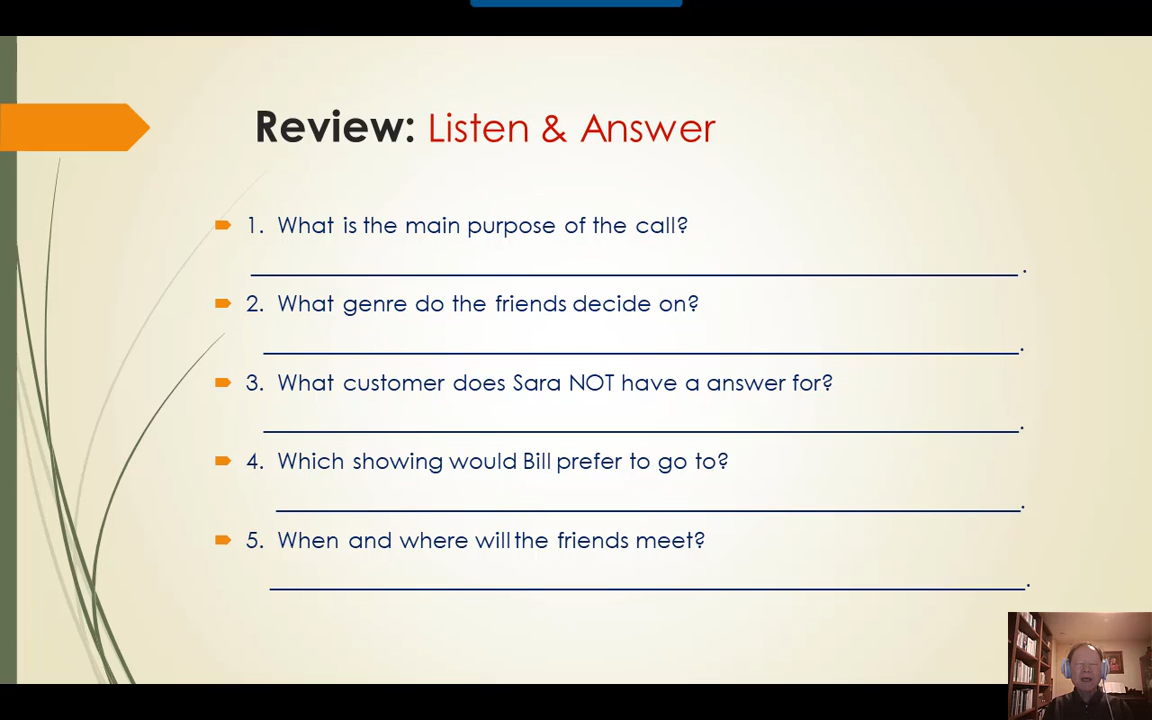 Review: Listen & Answer
1. What is the main purpose of the call?
.
2. What genre do the friends decide on?
.
3. What customer does Sara NOT have a answer for?
.
4. Which showing would Bill prefer to go to?
.
5. When and where will the friends meet?
.